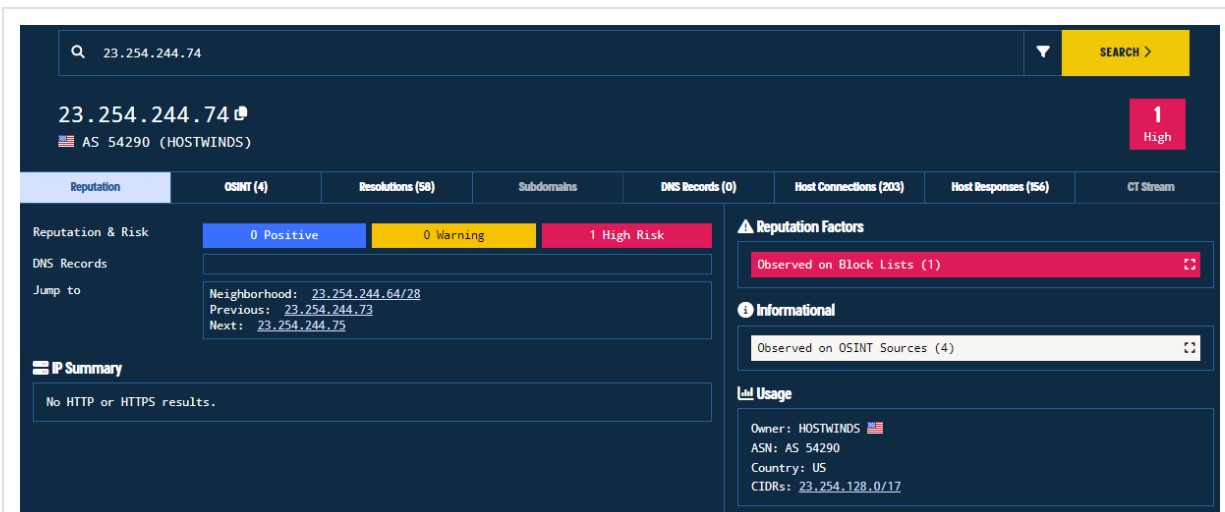 23.254.244.74
SEARCH >
23.254.244.74
AS 54290 (HOSTWINDS)
1
High
Reputation
OSINT (4)
Resolutions (58)
Subdomains
DNS Records (0)
Host Connections (203)
Host Responses (156)
CT Stream
Reputation & Risk
0 Positive
0 Warning
1 High Risk
DNS Records
Jump to
Neighborhood: 23.254.244.64/28
Previous: 23.254.244.73
Next: 23.254.244.75
IP Summary
No HTTP or HTTPS results.
Reputation Factors
Observed on Block Lists (1)
Informational
Observed on OSINT Sources (4)
Usage
Owner: HOSTWINDS
ASN: AS 54290
Country: US
CIDRs: 23.254.128.0/17